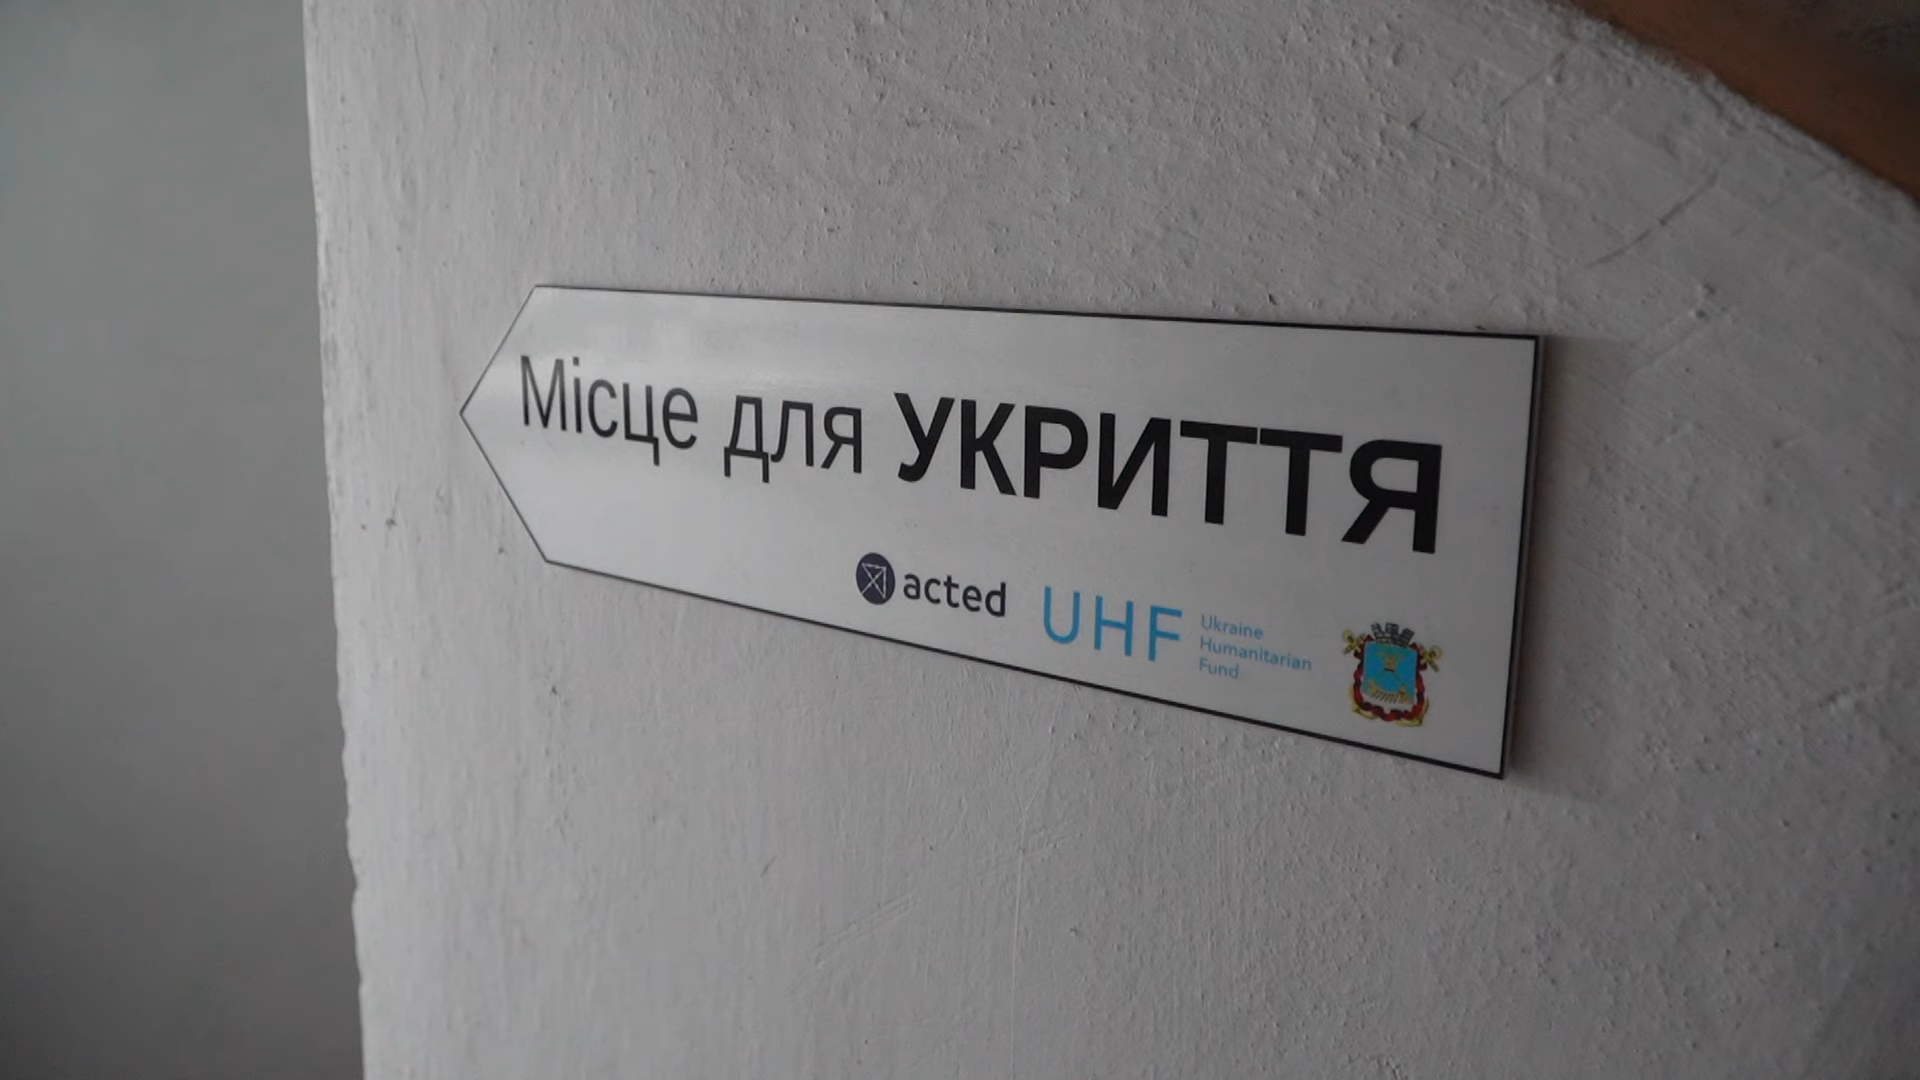 Місце для УКРИТТЯ
acted
UHF
Ukraine
Humanitarian
Fund